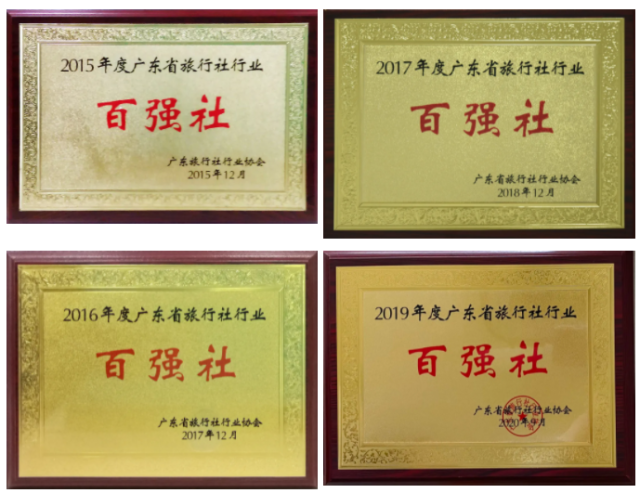 2015年度广东省旅行社行业
百强社
广东旅行社行业协会
2015年12月
2017年度广东省旅行社行业
百强社
广东省旅行社行业协会
2018年12月
2016年度广东省旅行社行业
百强社
广东省旅行社行业协会
2017年12月
2019年度广东省旅行社行业
百强社
广东省旅行社行业协会
2020年9月